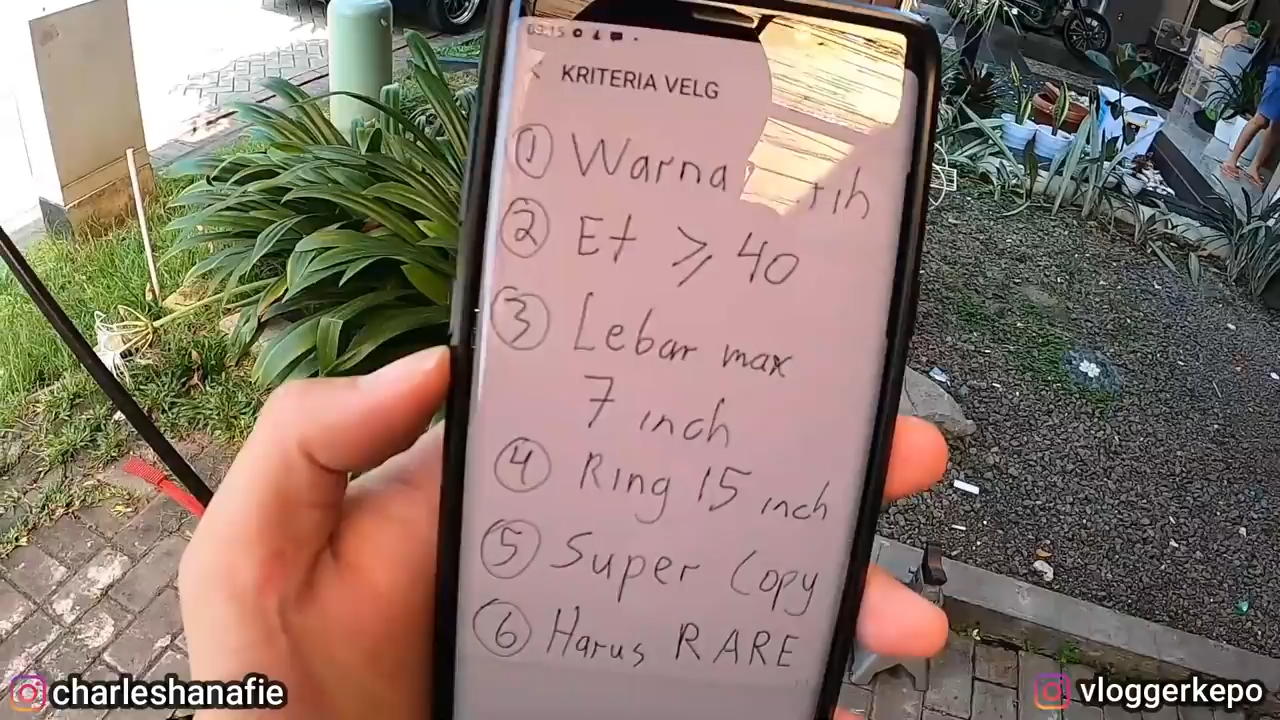 KRITERIA VELG
① Warna
② Et ≥ 40
③ Lebar max
7 inch
④ Ring 15 inch
⑤ Super Copy
⑥ Harus RARE
charleshanafie
vloggerkepo